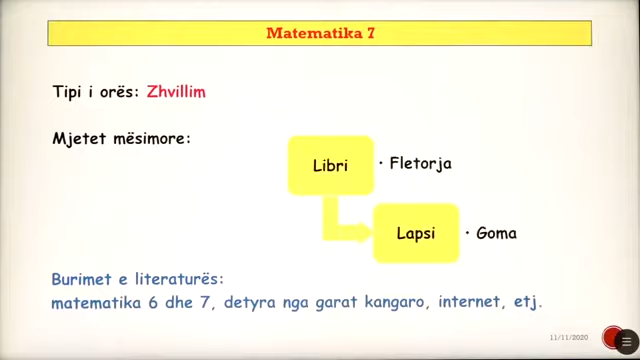 Matematika 7
Tipi i orës: Zhvillim
Mjetet mësimore:
Libri
• Fletorja
Lapsi
• Goma
Burimet e literaturës:
matematika 6 dhe 7, detyra nga garat kangaro, internet, etj.
11/11/2020